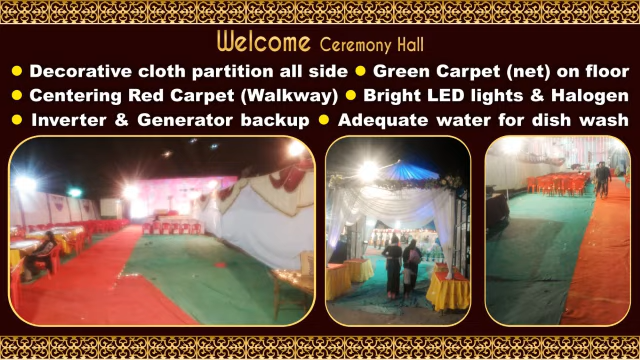 Welcome Ceremony Hall
● Decorative cloth partition all side ● Green Carpet (net) on floor
● Centering Red Carpet (Walkway) ● Bright LED lights & Halogen
● Inverter & Generator backup ● Adequate water for dish wash